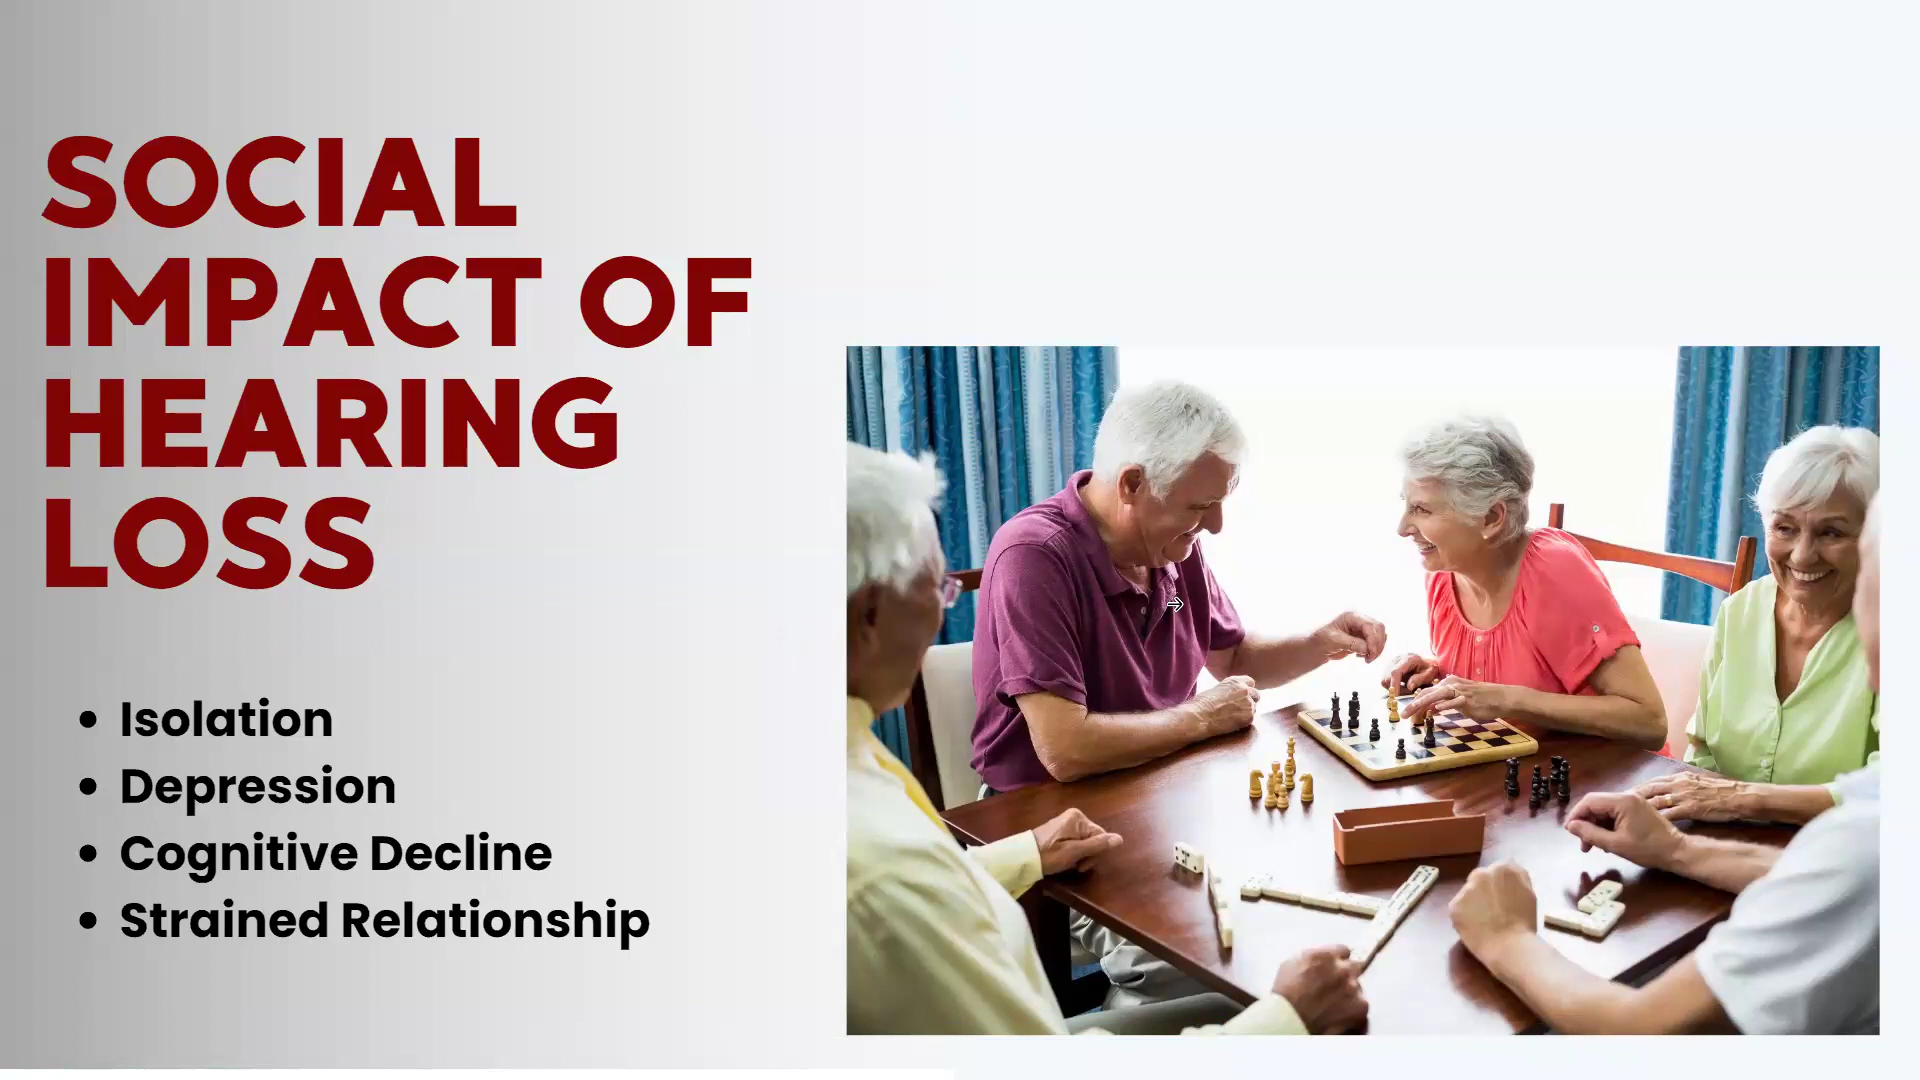 SOCIAL
IMPACT OF
HEARING
LOSS
• Isolation
• Depression
• Cognitive Decline
• Strained Relationship